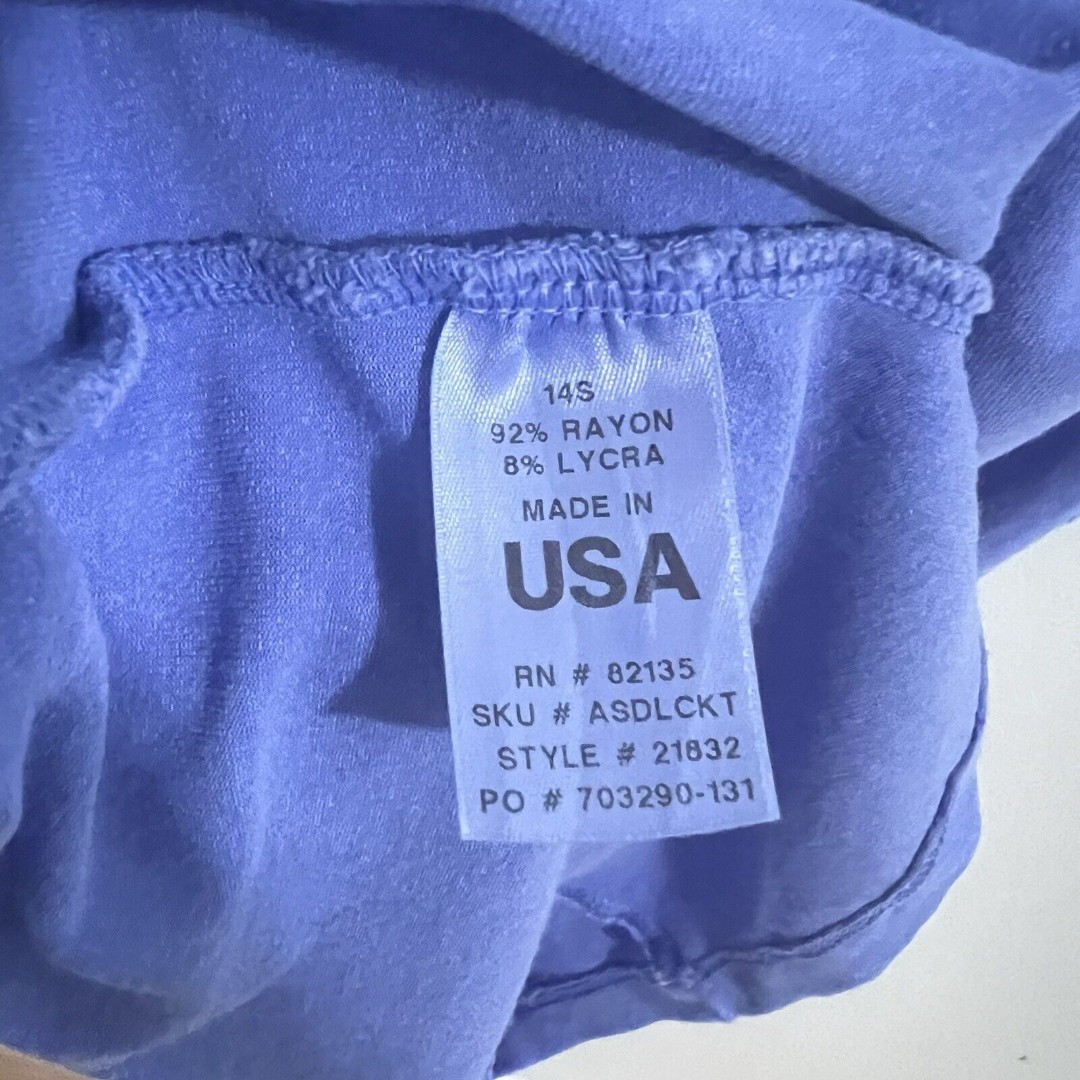 14S
92% RAYON
8% LYCRA
MADE IN
USA
RN # 82135
SKU # ASDLCKT
STYLE # 21832
PO # 703290-131